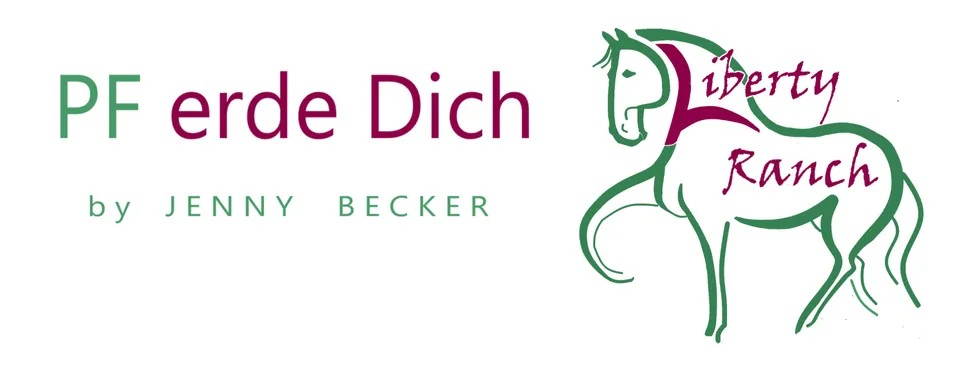 PF erde Dich
by JENNY BECKER
Liberty
Ranch